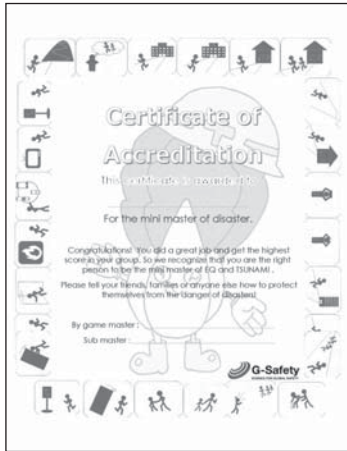 Certificate of
Accreditation
This certificate is awarded to
For the mini master of disaster.
Congratulations! You did a great job and get the highest
score in your group. So we recognize that you are the right
person to be the mini master of EQ and TSUNAMI .
Please tell your friends, families or anyone else how to protect
themselves from the danger of disasters!
By game master :
Sub master :
G-Safety